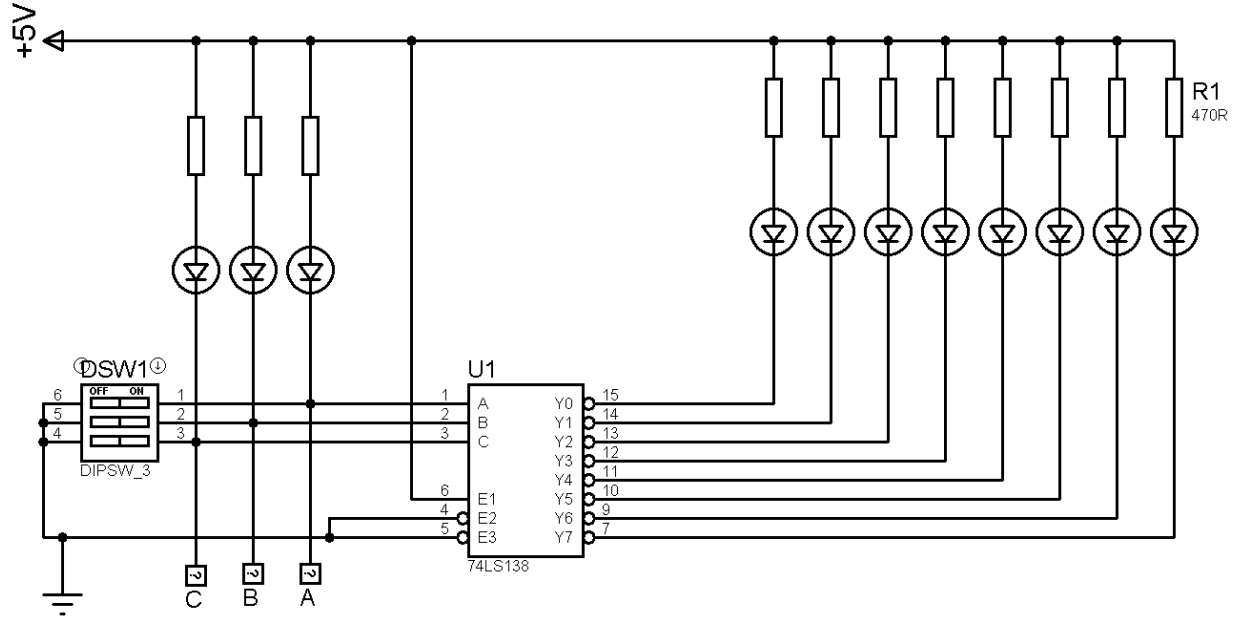 +5V
R1
470R
DSW1
OFF ON
6 1
5 2
4 3
DIPSW_3
U1
1 A Y0 15
2 B Y1 14
3 C Y2 13
Y3 12
Y4 11
6 E1 Y5 10
4 E2 Y6 9
5 E3 Y7 7
74LS138
? ? ?
C B A